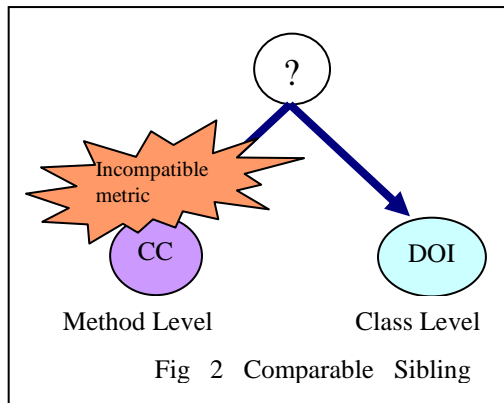 ?
Incompatible
metric
CC
DOI
Method Level
Class Level
Fig 2 Comparable Sibling